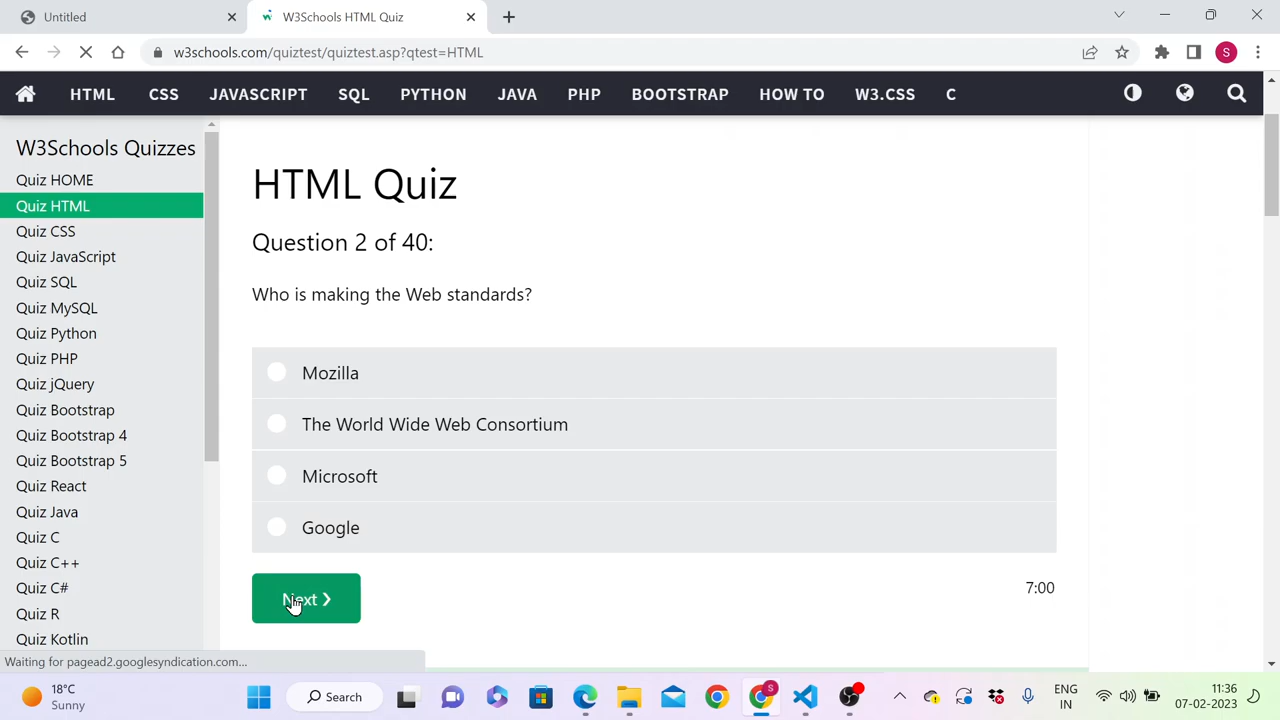 Untitled
W3Schools HTML Quiz
w3schools.com/quiztest/quiztest.asp?qtest=HTML
S
HTML CSS JAVASCRIPT SQL PYTHON JAVA PHP BOOTSTRAP HOW TO W3.CSS C
W3Schools Quizzes
Quiz HOME
Quiz HTML
Quiz CSS
Quiz JavaScript
Quiz SQL
Quiz MySQL
Quiz Python
Quiz PHP
Quiz jQuery
Quiz Bootstrap
Quiz Bootstrap 4
Quiz Bootstrap 5
Quiz React
Quiz Java
Quiz C
Quiz C++
Quiz C#
Quiz R
Quiz Kotlin
HTML Quiz
Question 2 of 40:
Who is making the Web standards?
Mozilla
The World Wide Web Consortium
Microsoft
Google
Next ❯
7:00
Waiting for pagead2.googlesyndication.com...
18°C
Sunny
Search
S
ENG
IN
11:36
07-02-2023